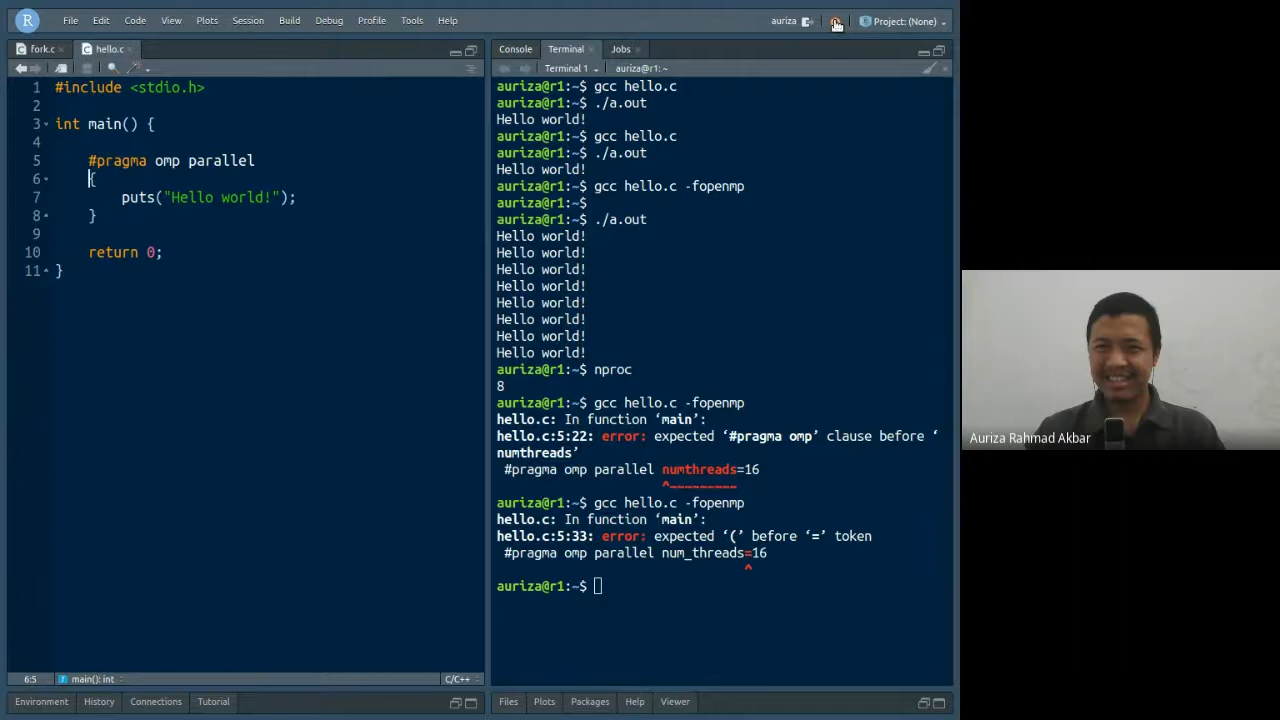 File Edit Code View Plots Session Build Debug Profile Tools Help
auriza Project: (None)
fork.c hello.c
1 #include <stdio.h>
2
3 int main() {
4
5 #pragma omp parallel
6 {
7 puts("Hello world!");
8 }
9
10 return 0;
11 }
6:5 main(): int C/C++
Environment History Connections Tutorial
Console Terminal Jobs
Terminal 1 auriza@r1: ~
auriza@r1:~$ gcc hello.c
auriza@r1:~$ ./a.out
Hello world!
auriza@r1:~$ gcc hello.c
auriza@r1:~$ ./a.out
Hello world!
auriza@r1:~$ gcc hello.c -fopenmp
auriza@r1:~$
auriza@r1:~$ ./a.out
Hello world!
Hello world!
Hello world!
Hello world!
Hello world!
Hello world!
Hello world!
Hello world!
auriza@r1:~$ nproc
8
auriza@r1:~$ gcc hello.c -fopenmp
hello.c: In function ‘main’:
hello.c:5:22: error: expected ‘#pragma omp’ clause before ‘
numthreads’
#pragma omp parallel numthreads=16
^~~~~~~~~~
auriza@r1:~$ gcc hello.c -fopenmp
hello.c: In function ‘main’:
hello.c:5:33: error: expected ‘(’ before ‘=’ token
#pragma omp parallel num_threads=16
^
auriza@r1:~$
Files Plots Packages Help Viewer
Auriza Rahmad Akbar